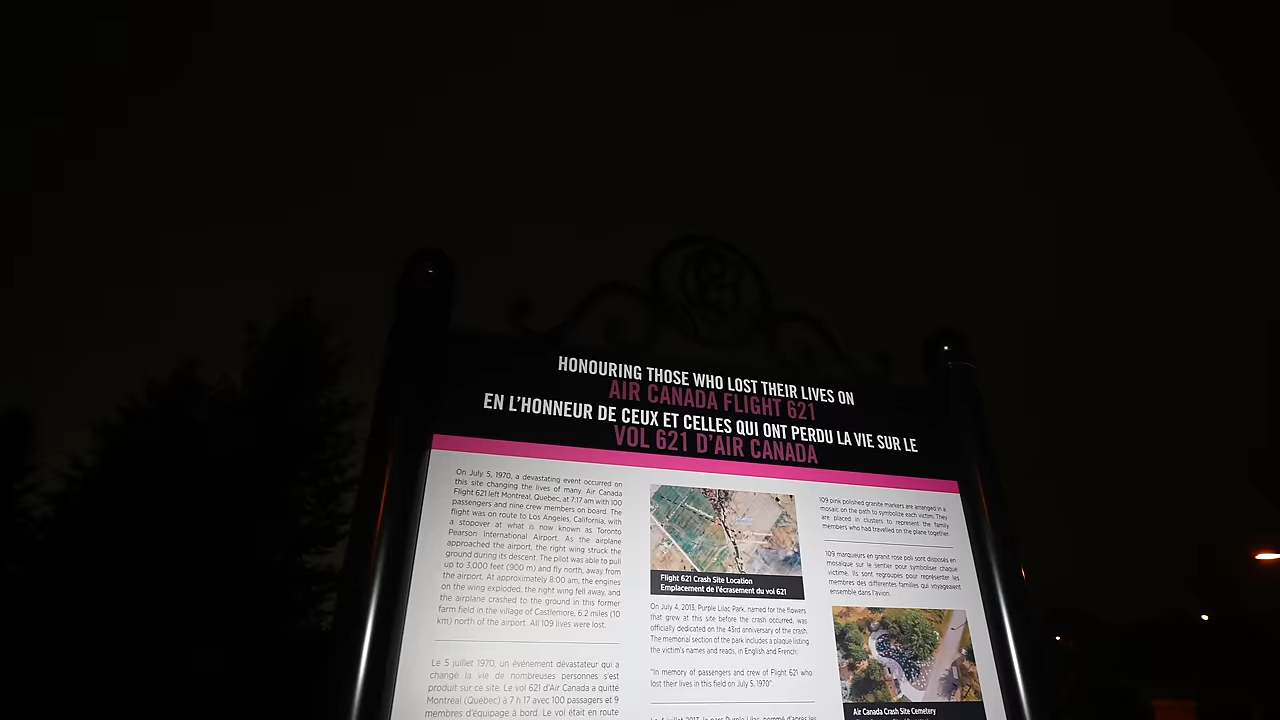 HONOURING THOSE WHO LOST THEIR LIVES ON
AIR CANADA FLIGHT 621
EN L'HONNEUR DE CEUX ET CELLES QUI ONT PERDU LA VIE SUR LE
VOL 621 D'AIR CANADA
On July 5, 1970, a devastating event occurred on
this site changing the lives of many. Air Canada
Flight 621 left Montreal, Quebec, at 7:17 am with 100
passengers and nine crew members on board. The
flight was on route to Los Angeles, California, with
a stopover at what is now known as Toronto
Pearson International Airport. As the airplane
approached the airport, the right wing struck the
ground during its descent. The pilot was able to pull
up to 3,000 feet (900 m) and fly north, away from
the airport. At approximately 8:00 am, the engines
on the wing exploded, the right wing fell away, and
the airplane crashed to the ground in this former
farm field in the village of Castlemore, 6.2 miles (10
km) north of the airport. All 109 lives were lost.
Le 5 juillet 1970, un événement dévastateur qui a
changé la vie de nombreuses personnes s'est
produit sur ce site. Le vol 621 d'Air Canada a quitté
Montréal (Québec) à 7 h 17 avec 100 passagers et 9
membres d'équipage à bord. Le vol était en route
Flight 621 Crash Site Location
Emplacement de l'écrasement du vol 621
On July 4, 2013, Purple Lilac Park, named for the flowers
that grew at this site before the crash occurred, was
officially dedicated on the 43rd anniversary of the crash.
The memorial section of the park includes a plaque listing
the victim's names and reads, in English and French:
"In memory of passengers and crew of Flight 621 who
lost their lives in this field on July 5, 1970".
109 pink polished granite markers are arranged in a
mosaic on the path to symbolize each victim. They
are placed in clusters to represent the family
members who had travelled on the plane together.
109 marqueurs en granit rose poli sont disposés en
mosaïque sur le sentier pour symboliser chaque
victime. Ils sont regroupés pour représenter les
membres des différentes familles qui voyageaient
ensemble dans l'avion.
Air Canada Crash Site Cemetery